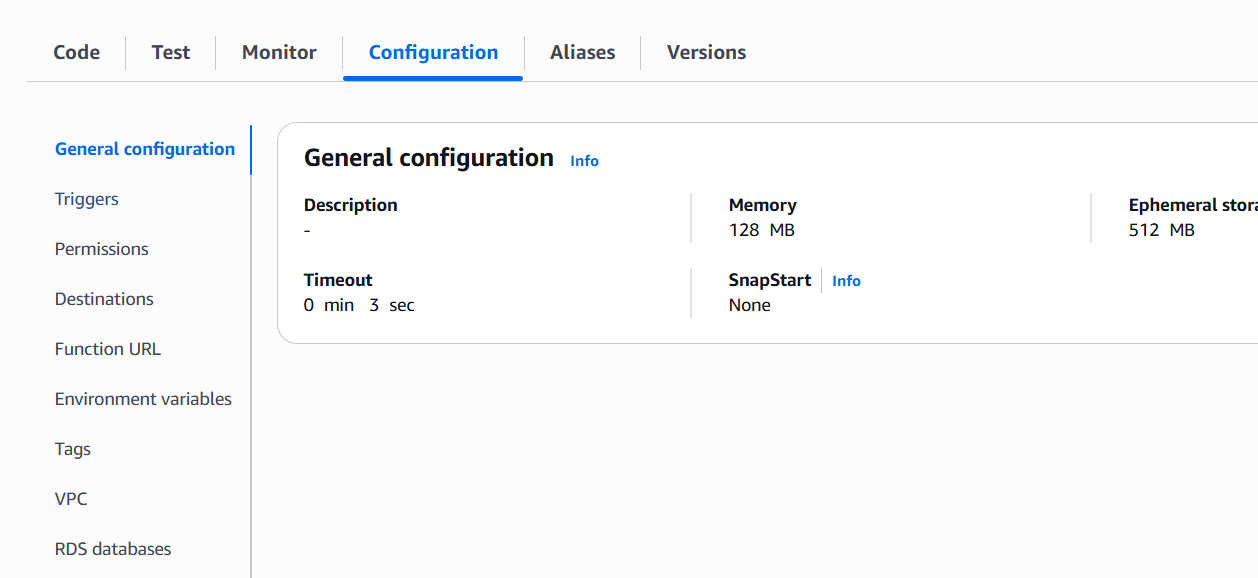 Code Test Monitor Configuration Aliases Versions
General configuration
Triggers
Permissions
Destinations
Function URL
Environment variables
Tags
VPC
RDS databases
General configuration Info
Description
-
Memory
128 MB
Ephemeral stora
512 MB
Timeout
0 min 3 sec
SnapStart Info
None